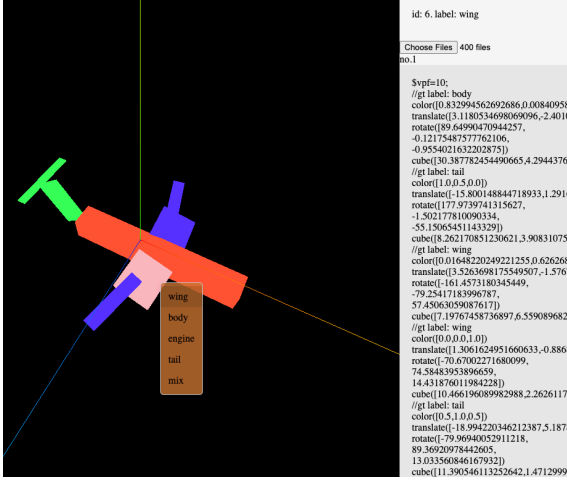 id: 6. label: wing
Choose Files 400 files
no.1
$vpf=10;
//gt label: body
color([0.832994562692686,0.00840958
translate([3.1180534698069096,-2.4010
rotate([89.64990470944257,
-0.12175487577762106,
-0.9554021632202875])
cube([30.387782454490665,4.2944376
//gt label: tail
color([1.0,0.5,0.0])
translate([-15.800148844718933,1.2916
rotate([177.9739741315627,
-1.502177810090334,
-55.15065451143329])
cube([8.262170851230621,3.90831075
//gt label: wing
color([0.01648220249221255,0.626268
translate([3.5263698175549507,-1.576
rotate([-161.4573180345449,
-79.25417183996787,
57.45063059087617])
cube([7.19767458736897,6.559089682
//gt label: wing
color([0.0,0.0,1.0])
translate([1.3061624951660633,-0.886
rotate([-70.67002271680099,
74.58483953896659,
14.431876011984228])
cube([10.466196089982988,2.2626117
//gt label: tail
color([0.5,1.0,0.5])
translate([-18.994220346212387,5.187
rotate([-79.96940052911218,
89.36920978442605,
13.033560846167932])
cube([11.390546113252642,1.4712999
wing
body
engine
tail
mix